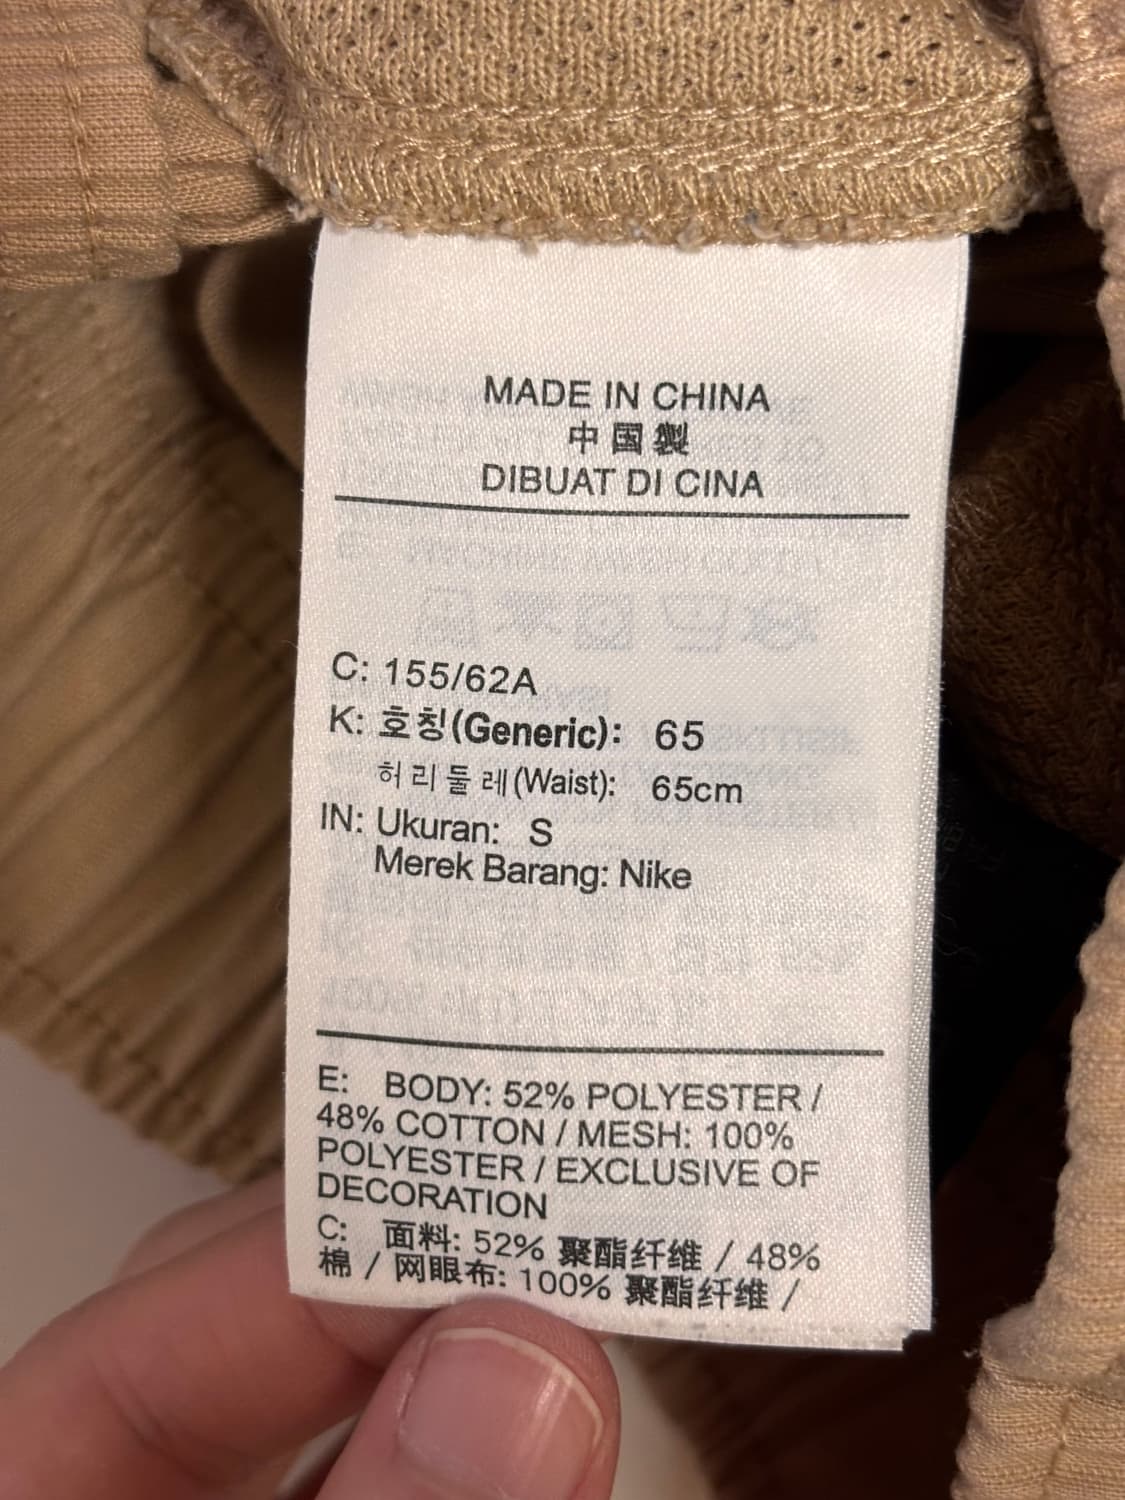 MADE IN CHINA
中国製
DIBUAT DI CINA
C: 155/62A
K: 호칭(Generic): 65
허리둘레(Waist): 65cm
IN: Ukuran: S
Merek Barang: Nike
E: BODY: 52% POLYESTER /
48% COTTON / MESH: 100%
POLYESTER / EXCLUSIVE OF
DECORATION
C: 面料: 52% 聚酯纤维 / 48%
棉 / 网眼布: 100% 聚酯纤维 /